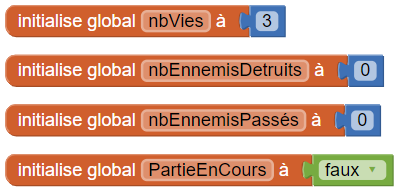 initialise global nbVies à 3
initialise global nbEnnemisDetruits à 0
initialise global nbEnnemisPassés à 0
initialise global PartieEnCours à faux